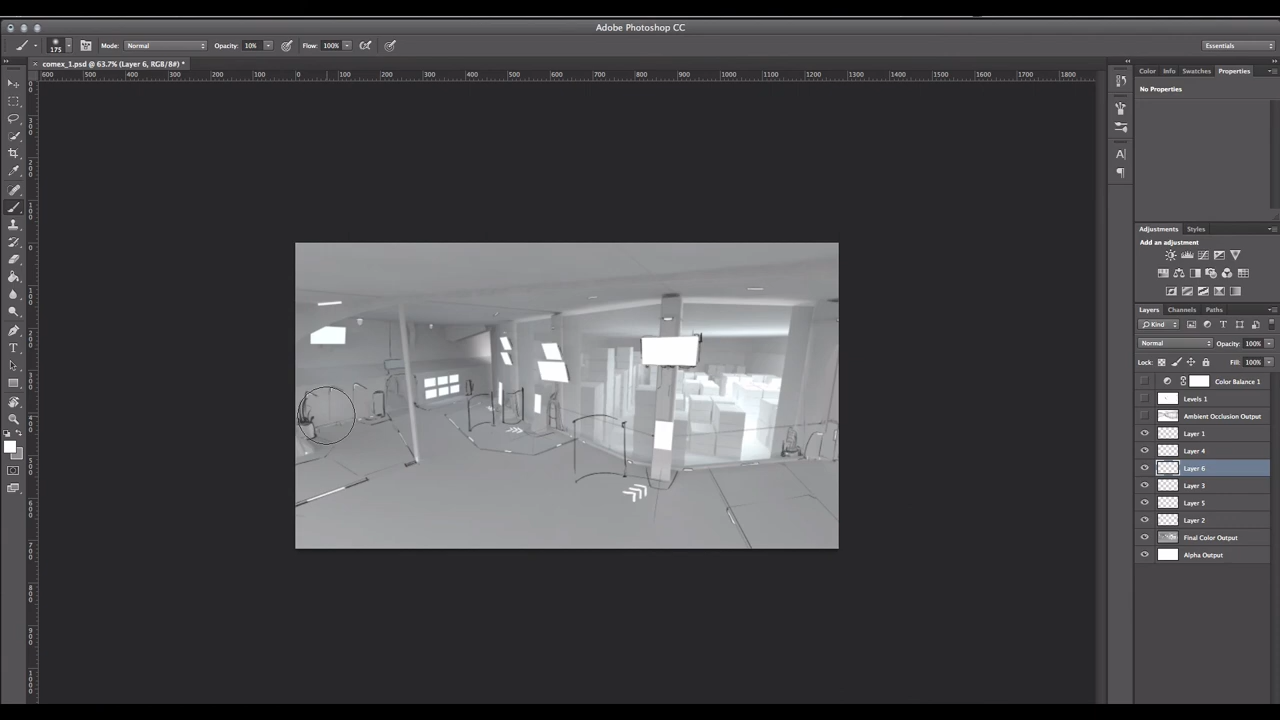 Adobe Photoshop CC
175 Mode: Normal Opacity: 10% Flow: 100% Essentials
× comex_1.psd @ 63.7% (Layer 6, RGB/8#) *
600 500 400 300 200 100 0 100 200 300 400 500 600 700 800 900 1000 1100 1200 1300 1400 1500 1600 1700 1800
Color Info Swatches Properties
No Properties
Adjustments Styles
Add an adjustment
Layers Channels Paths
Kind
Normal Opacity: 100%
Lock: Fill: 100%
Color Balance 1
Levels 1
Ambient Occlusion Output
Layer 1
Layer 4
Layer 6
Layer 3
Layer 5
Layer 2
Final Color Output
Alpha Output